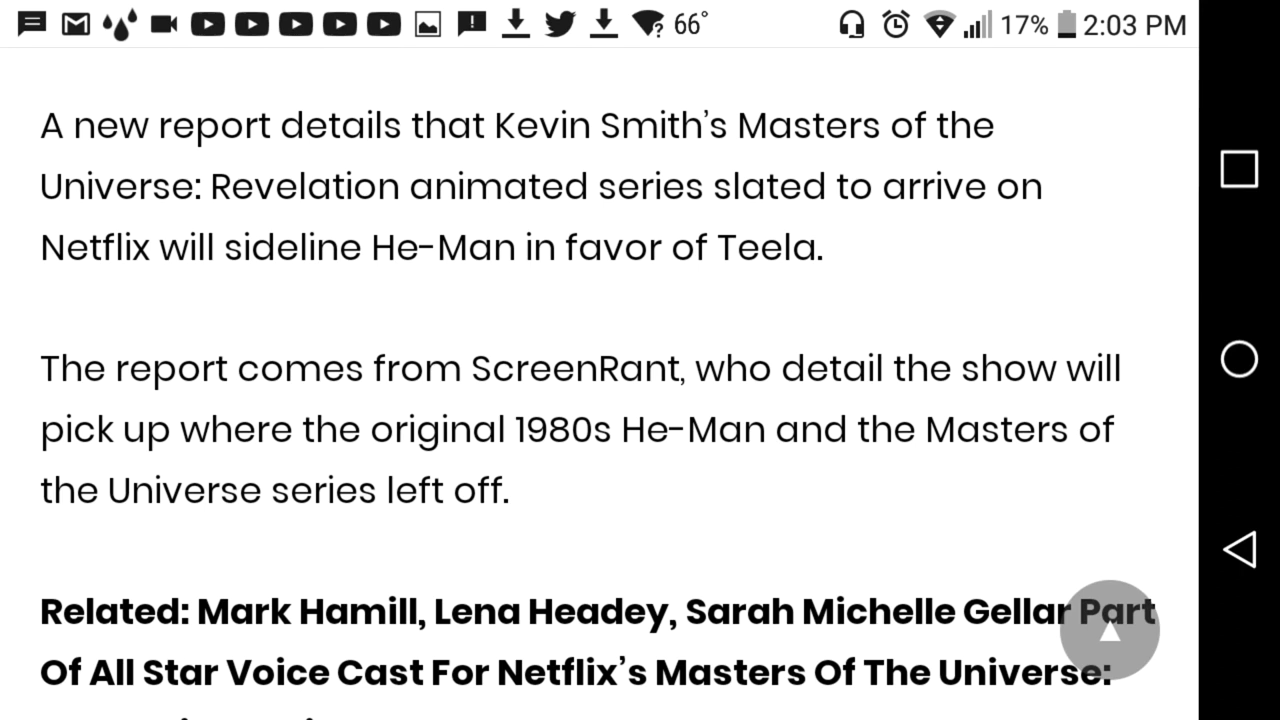 66° 17% 2:03 PM
A new report details that Kevin Smith’s Masters of the
Universe: Revelation animated series slated to arrive on
Netflix will sideline He-Man in favor of Teela.
The report comes from ScreenRant, who detail the show will
pick up where the original 1980s He-Man and the Masters of
the Universe series left off.
Related: Mark Hamill, Lena Headey, Sarah Michelle Gellar Part
Of All Star Voice Cast For Netflix’s Masters Of The Universe: